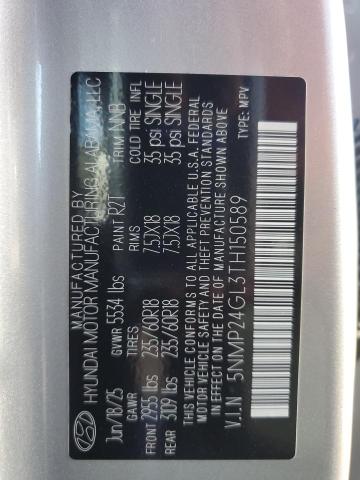 MANUFACTURED BY
HYUNDAI MOTOR MANUFACTURING ALABAMA, LLC
Jun/18/25 GVWR 5534 lbs PAINT R2T TRIM NNB
GAWR RIMS COLD TIRE INFL
FRONT 2955 lbs 235/60R18 7.5JX18 35 psi SINGLE
REAR 3109 lbs 235/60R18 7.5JX18 35 psi SINGLE
THIS VEHICLE CONFORMS TO ALL APPLICABLE U.S.A. FEDERAL
MOTOR VEHICLE SAFETY AND THEFT PREVENTION STANDARDS
IN EFFECT ON THE DATE OF MANUFACTURE SHOWN ABOVE.
V.I.N 5NMP24GL3TH150589 TYPE: MPV